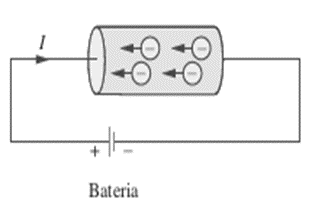 I
− −
− −
+ −
Bateria